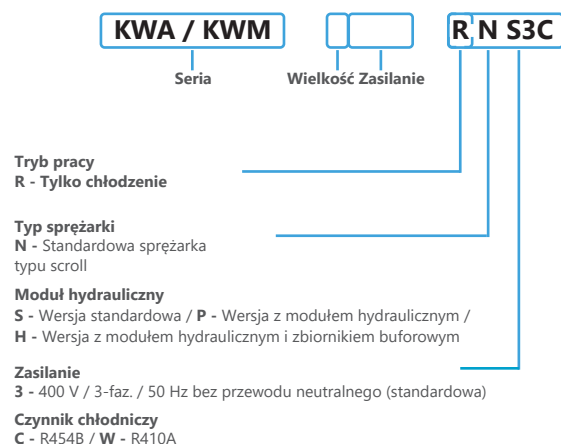 KWA / KWM R N S3C
Seria Wielkość Zasilanie
Tryb pracy
R - Tylko chłodzenie
Typ sprężarki
N - Standardowa sprężarka
typu scroll
Moduł hydrauliczny
S - Wersja standardowa / P - Wersja z modułem hydraulicznym /
H - Wersja z modułem hydraulicznym i zbiornikiem buforowym
Zasilanie
3 - 400 V / 3-faz. / 50 Hz bez przewodu neutralnego (standardowa)
Czynnik chłodniczy
C - R454B / W - R410A